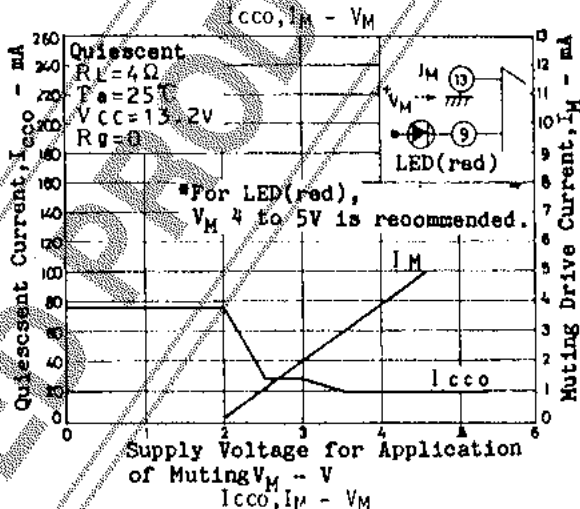 Icco, IM - VM
260
240
220
200
180
160
140
120
100
80
60
40
20
0
Quiescsent Current, Icco - mA
Quiescent
RL=4Ω
Ta=25℃
VCC=13.2V
Rg=0
JM
13
+VM
9
LED(red)
*For LED(red),
VM 4 to 5V is recommended.
IM
Icco
13
12
11
10
9
8
7
6
5
4
3
2
1
0
Muting Drive Current, IM - mA
0
1
2
3
4
5
6
Supply Voltage for Application
of Muting VM - V
Icco, IM - VM